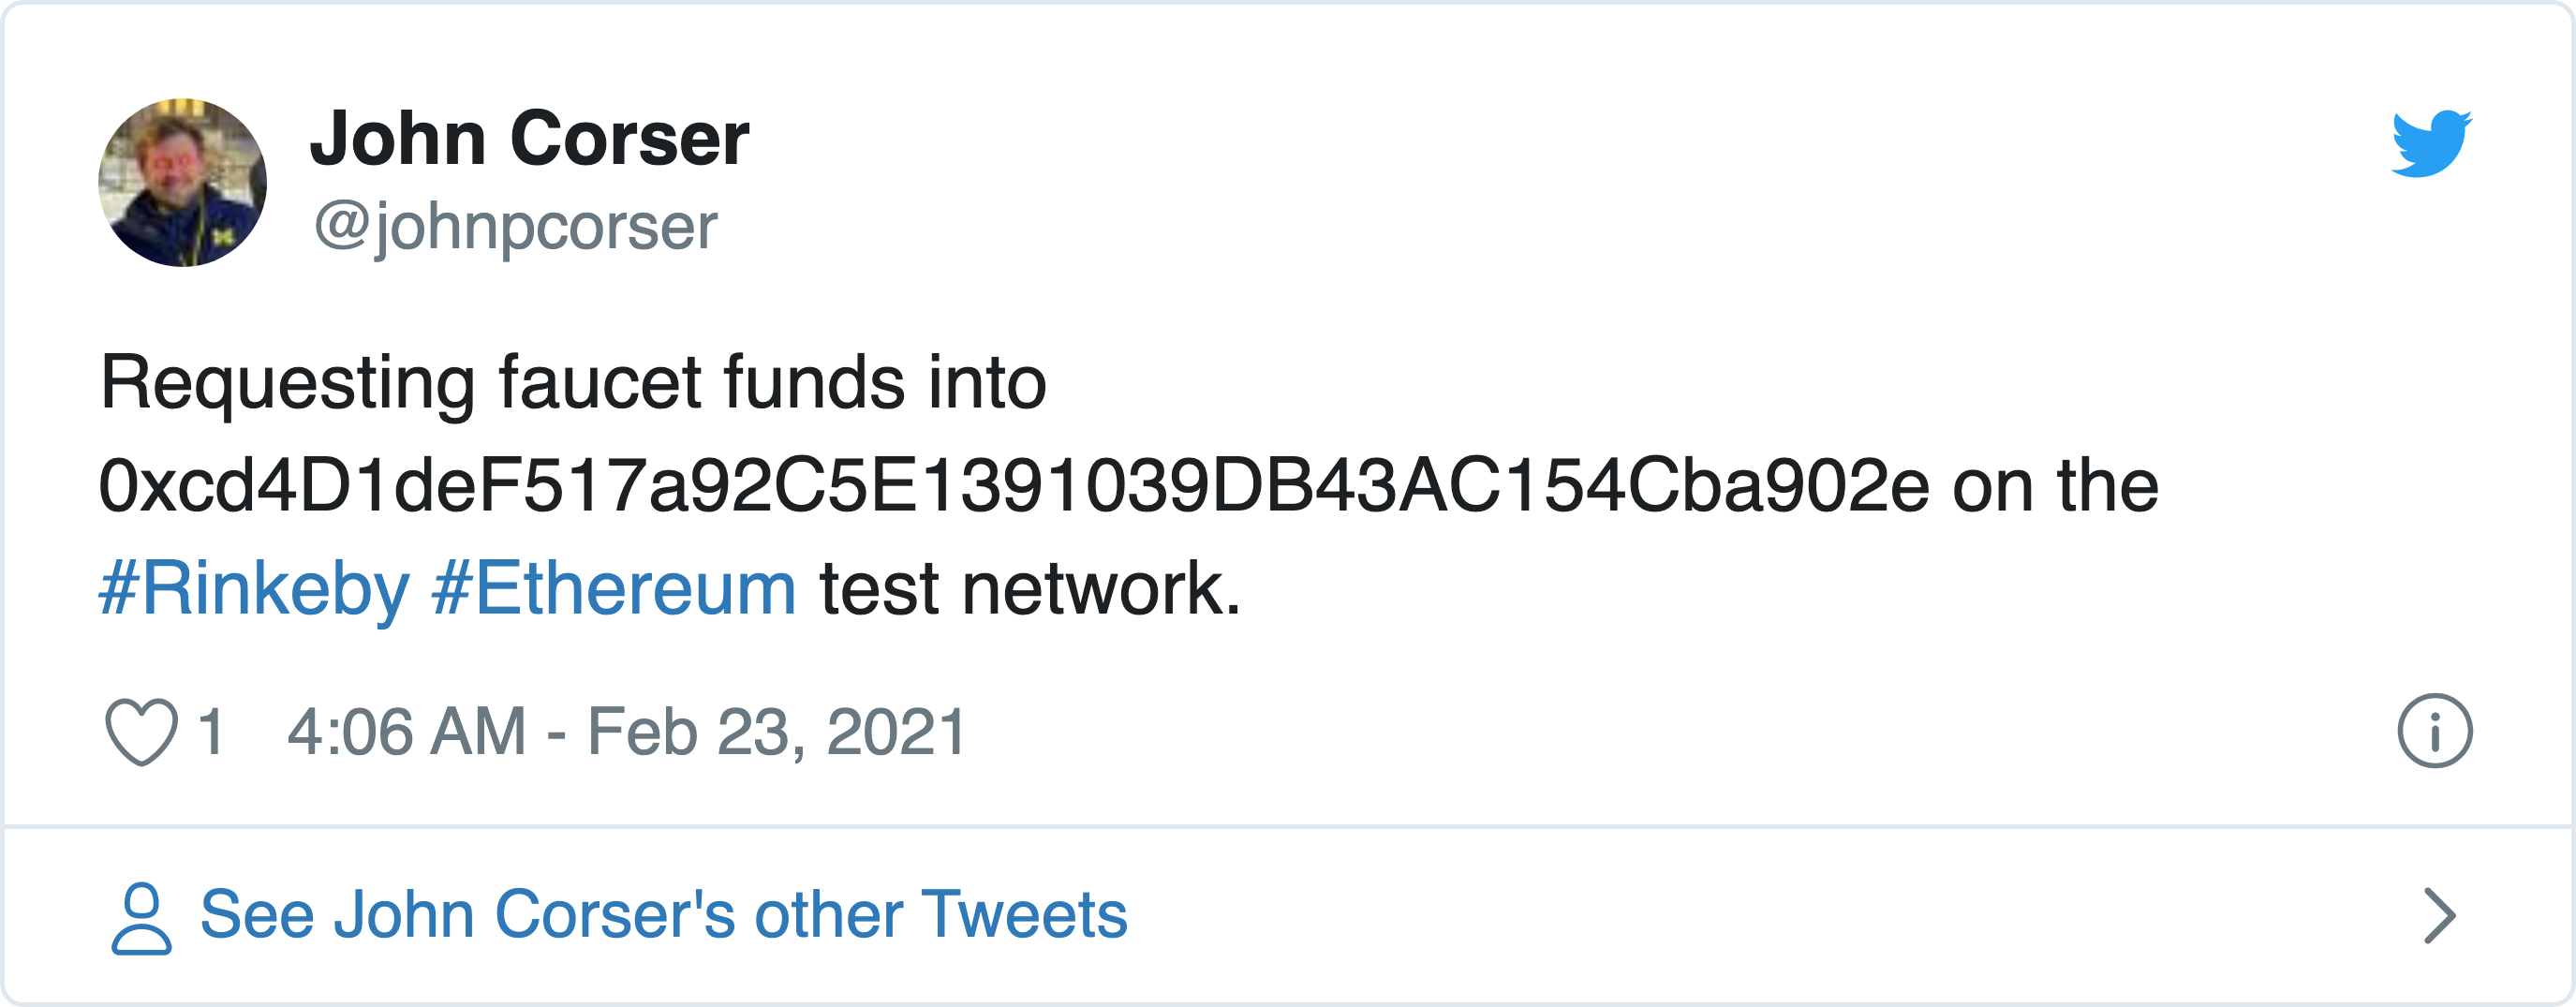 John Corser
@johnpcorser
Requesting faucet funds into
0xcd4D1deF517a92C5E1391039DB43AC154Cba902e on the
#Rinkeby #Ethereum test network.
1 4:06 AM - Feb 23, 2021
See John Corser's other Tweets